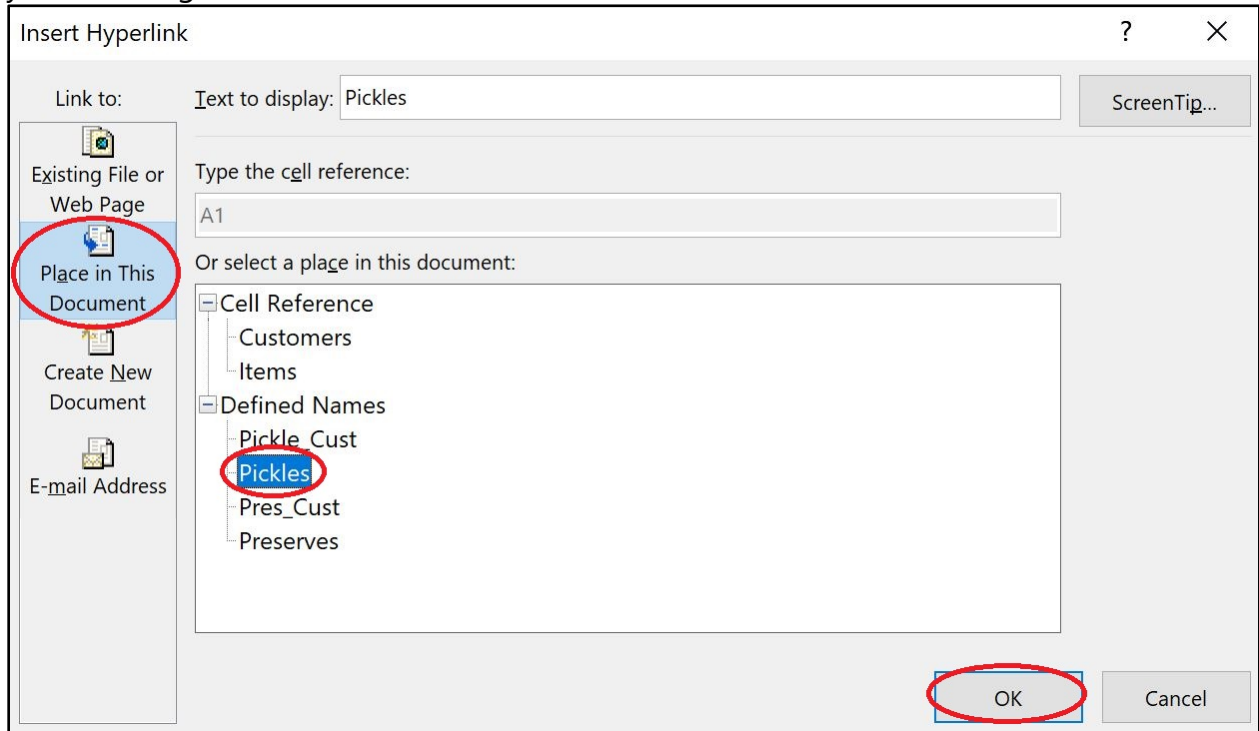 Insert Hyperlink ? X
Link to:
Text to display: Pickles
ScreenTip...
Existing File or
Web Page
Type the cell reference:
A1
Place in This
Document
Or select a place in this document:
Cell Reference
Customers
Items
Create New
Document
Defined Names
Pickle_Cust
Pickles
Pres_Cust
Preserves
E-mail Address
OK
Cancel